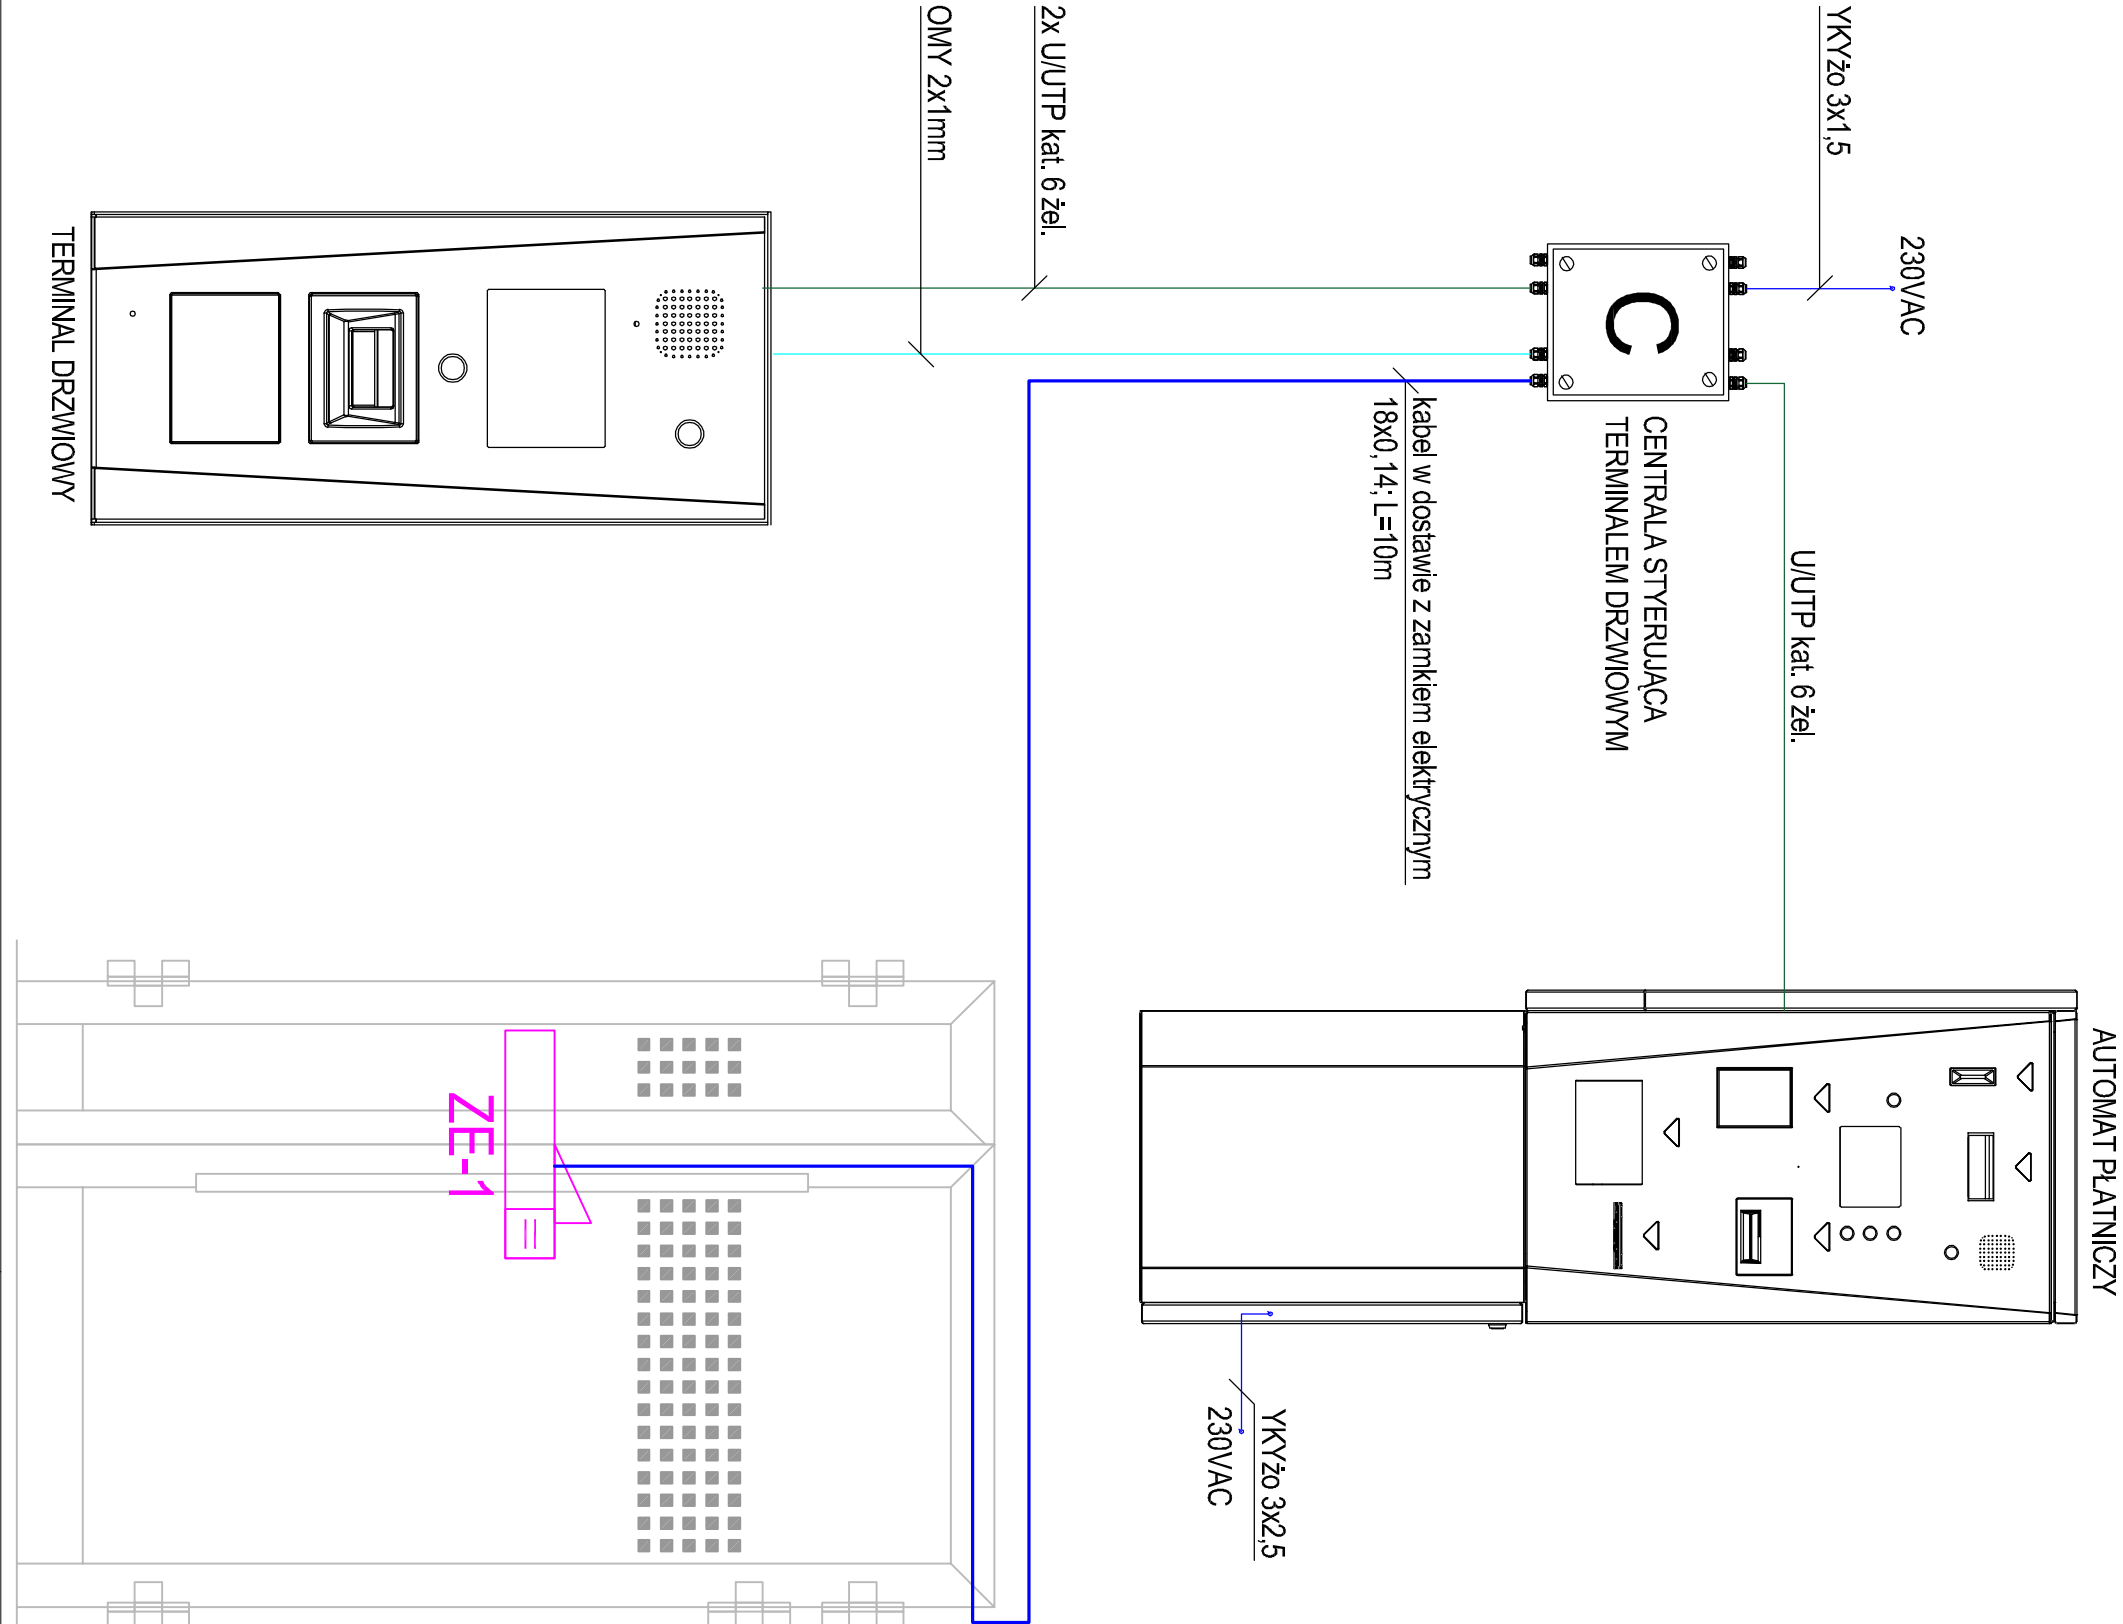 AUTOMAT PŁATNICZY
230VAC
YKYżo 3x1,5
U/UTP kat. 6 żel.
C
CENTRALA STYERUJĄCA
TERMINALEM DRZWIOWYM
kabel w dostawie z zamkiem elektrycznym
18x0,14; L=10m
YKYżo 3x2,5
230VAC
2x U/UTP kat. 6 żel.
OMY 2x1mm
ZE-1
TERMINAL DRZWIOWY